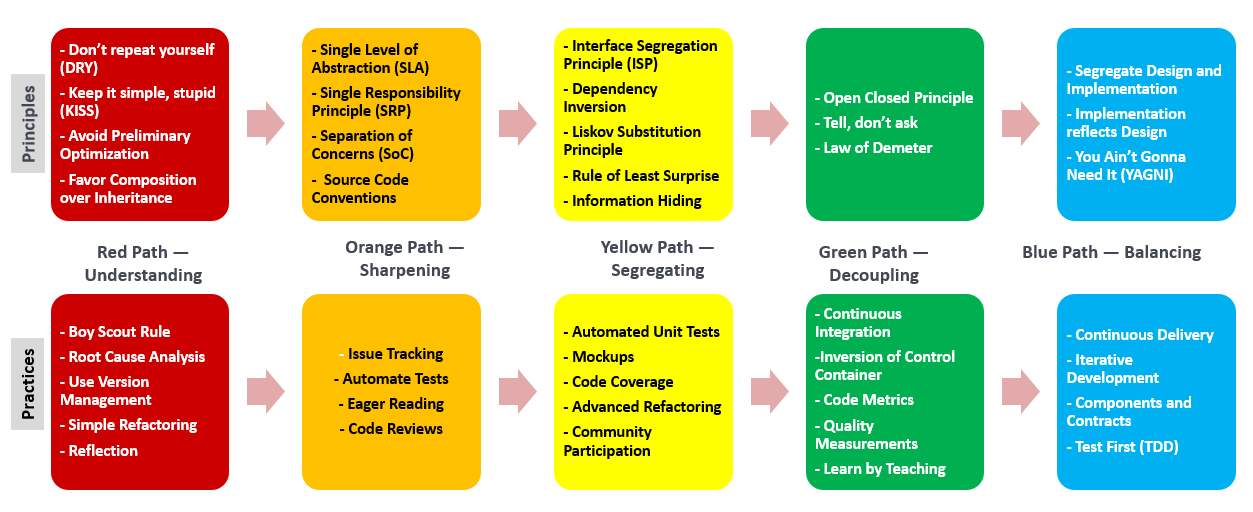 Principles
- Don’t repeat yourself
(DRY)
- Keep it simple, stupid
(KISS)
- Avoid Preliminary
Optimization
- Favor Composition
over Inheritance
- Single Level of
Abstraction (SLA)
- Single Responsibility
Principle (SRP)
- Separation of
Concerns (SoC)
- Source Code
Conventions
- Interface Segregation
Principle (ISP)
- Dependency
Inversion
- Liskov Substitution
Principle
- Rule of Least Surprise
- Information Hiding
- Open Closed Principle
- Tell, don’t ask
- Law of Demeter
- Segregate Design and
Implementation
- Implementation
reflects Design
- You Ain’t Gonna
Need It (YAGNI)
Red Path —
Understanding
Orange Path —
Sharpening
Yellow Path —
Segregating
Green Path —
Decoupling
Blue Path — Balancing
Practices
- Boy Scout Rule
- Root Cause Analysis
- Use Version
Management
- Simple Refactoring
- Reflection
- Issue Tracking
- Automate Tests
- Eager Reading
- Code Reviews
- Automated Unit Tests
- Mockups
- Code Coverage
- Advanced Refactoring
- Community
Participation
- Continuous
Integration
-Inversion of Control
Container
- Code Metrics
- Quality
Measurements
- Learn by Teaching
- Continuous Delivery
- Iterative
Development
- Components and
Contracts
- Test First (TDD)